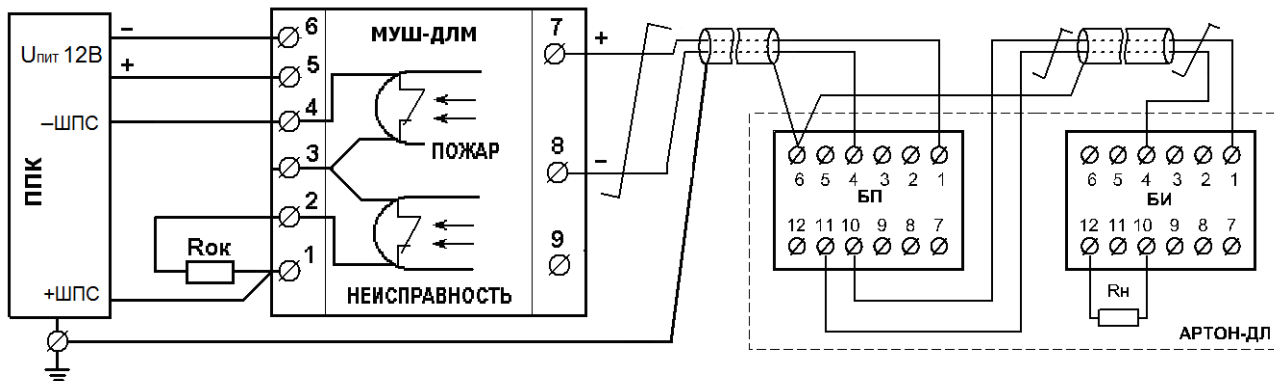 ППК
Uпит 12В
–ШПС
+ШПС
–
+
Rок
6
5
4
3
2
1
МУШ-ДЛМ
ПОЖАР
НЕИСПРАВНОСТЬ
7
8
9
+
–
6 5 4 3 2 1
БП
12 11 10 9 8 7
6 5 4 3 2 1
БИ
12 11 10 9 8 7
Rн
АРТОН-ДЛ